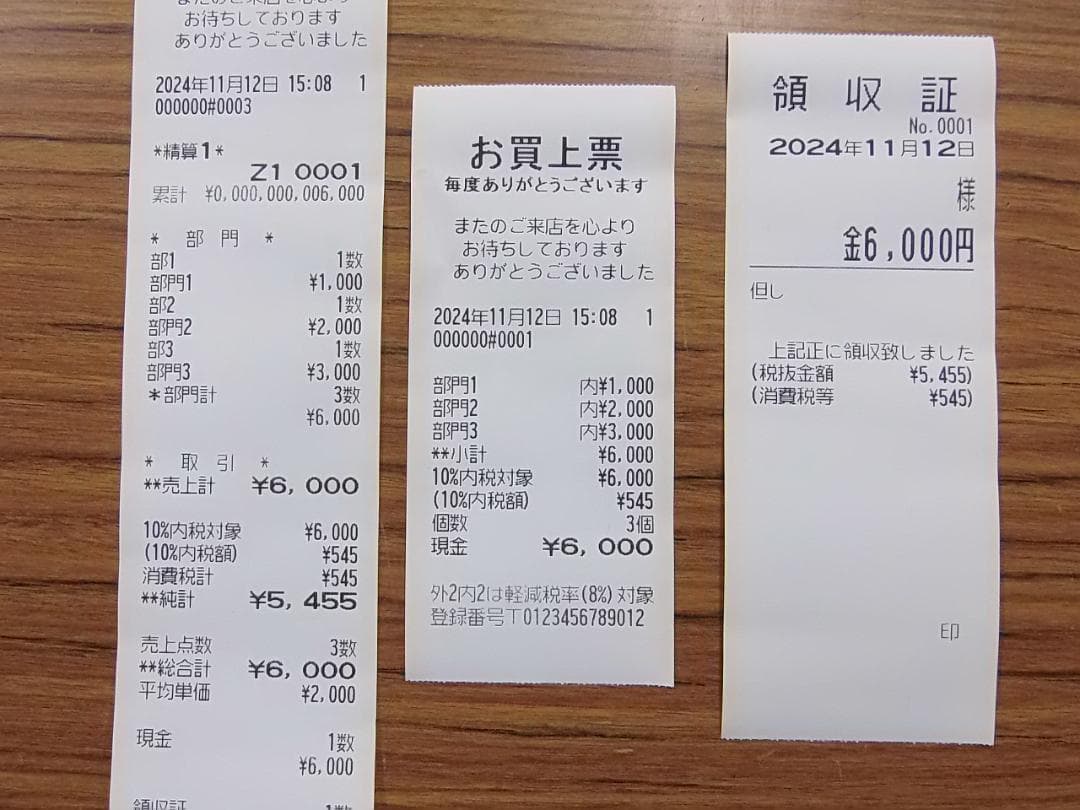 またのご来店を心より
お待ちしております
ありがとうございました
2024年11月12日 15:08 1
000000#0003
*精算1*
Z1 0001
累計 ¥0,000,000,006,000
* 部 門 *
部1 1数
部門1 ¥1,000
部2 1数
部門2 ¥2,000
部3 1数
部門3 ¥3,000
*部門計 3数
¥6,000
* 取 引 *
**売上計 ¥6,000
10%内税対象 ¥6,000
(10%内税額) ¥545
消費税計 ¥545
**純計 ¥5,455
売上点数 3数
**総合計 ¥6,000
平均単価 ¥2,000
現金 1数
¥6,000
領収証 1数
お買上票
毎度ありがとうございます
またのご来店を心より
お待ちしております
ありがとうございました
2024年11月12日 15:08 1
000000#0001
部門1 内¥1,000
部門2 内¥2,000
部門3 内¥3,000
**小計 ¥6,000
10%内税対象 ¥6,000
(10%内税額) ¥545
個数 3個
現金 ¥6,000
外2内2は軽減税率(8%)対象
登録番号T0123456789012
領 収 証
No.0001
2024年11月12日
様
金6,000円
但し
上記正に領収致しました
(税抜金額 ¥5,455)
(消費税等 ¥545)
印